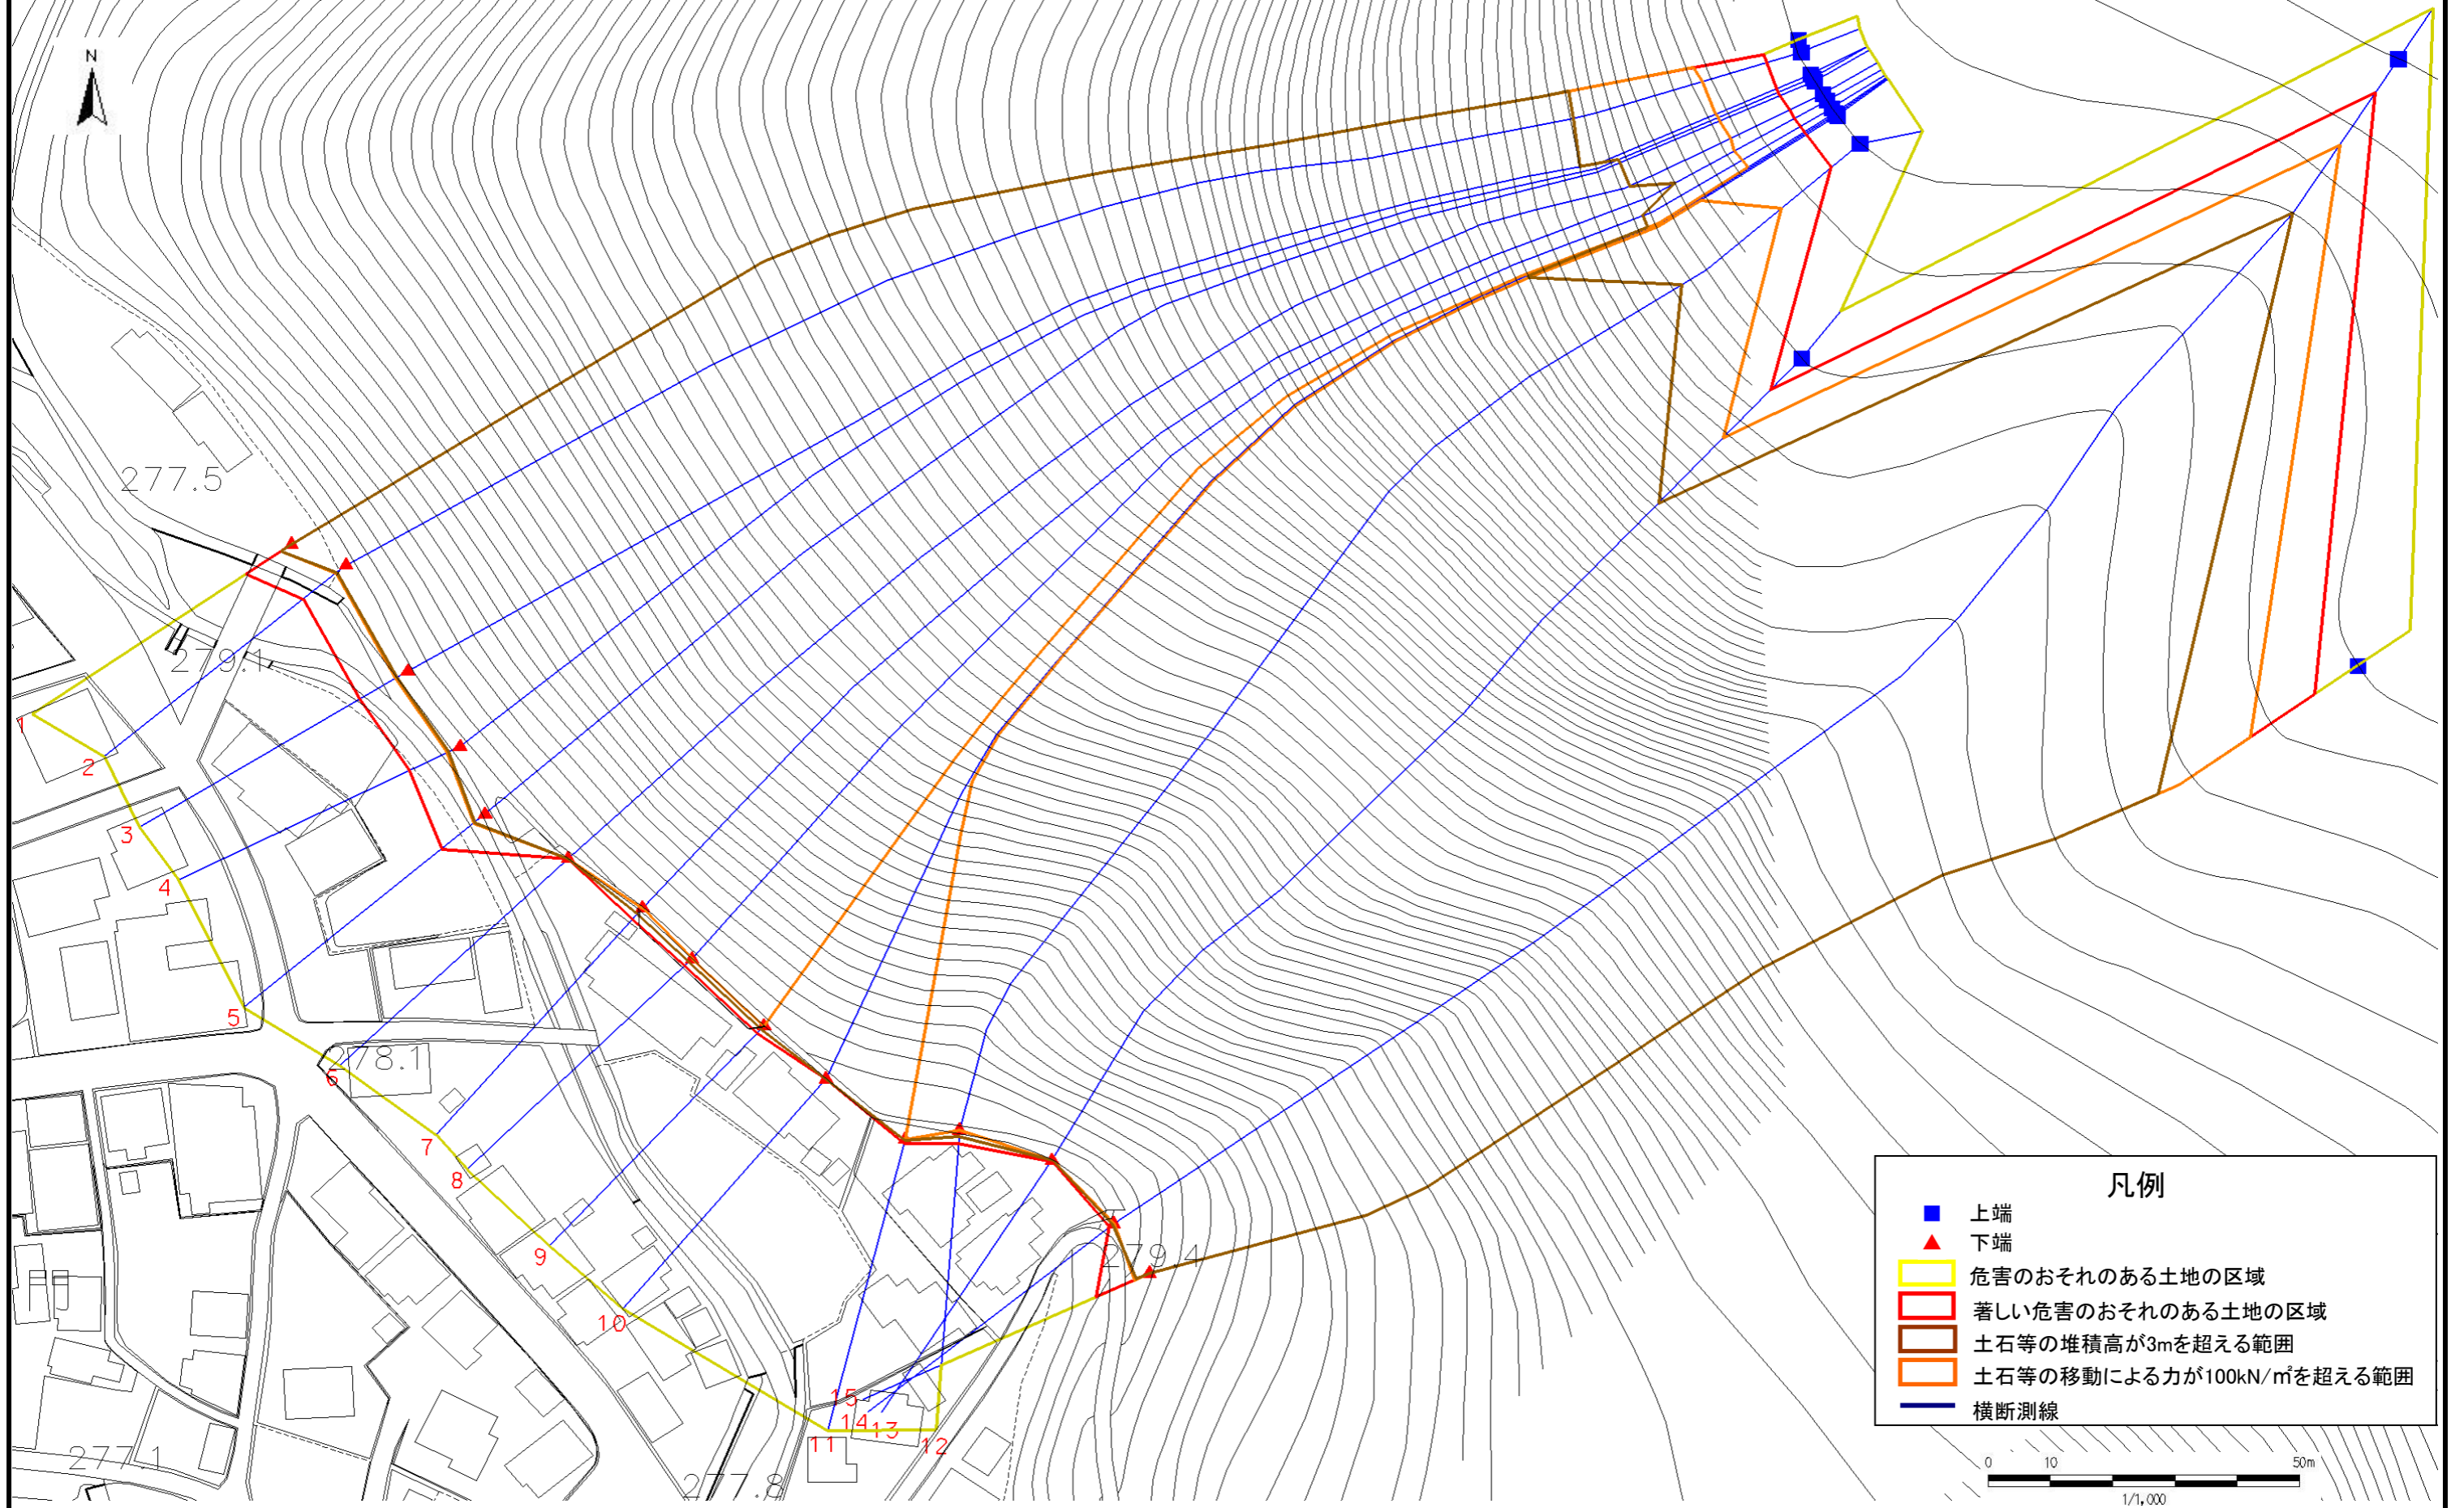 N
277.5
279.1
1
2
3
4
5
278.1
6
7
8
9
10
279.4
15
14
13
11
12
277.1
277.8
凡例
上端
下端
危害のおそれのある土地の区域
著しい危害のおそれのある土地の区域
土石等の堆積高が3mを超える範囲
土石等の移動による力が100kN/㎡を超える範囲
横断測線
0 10 50m
1/1,000